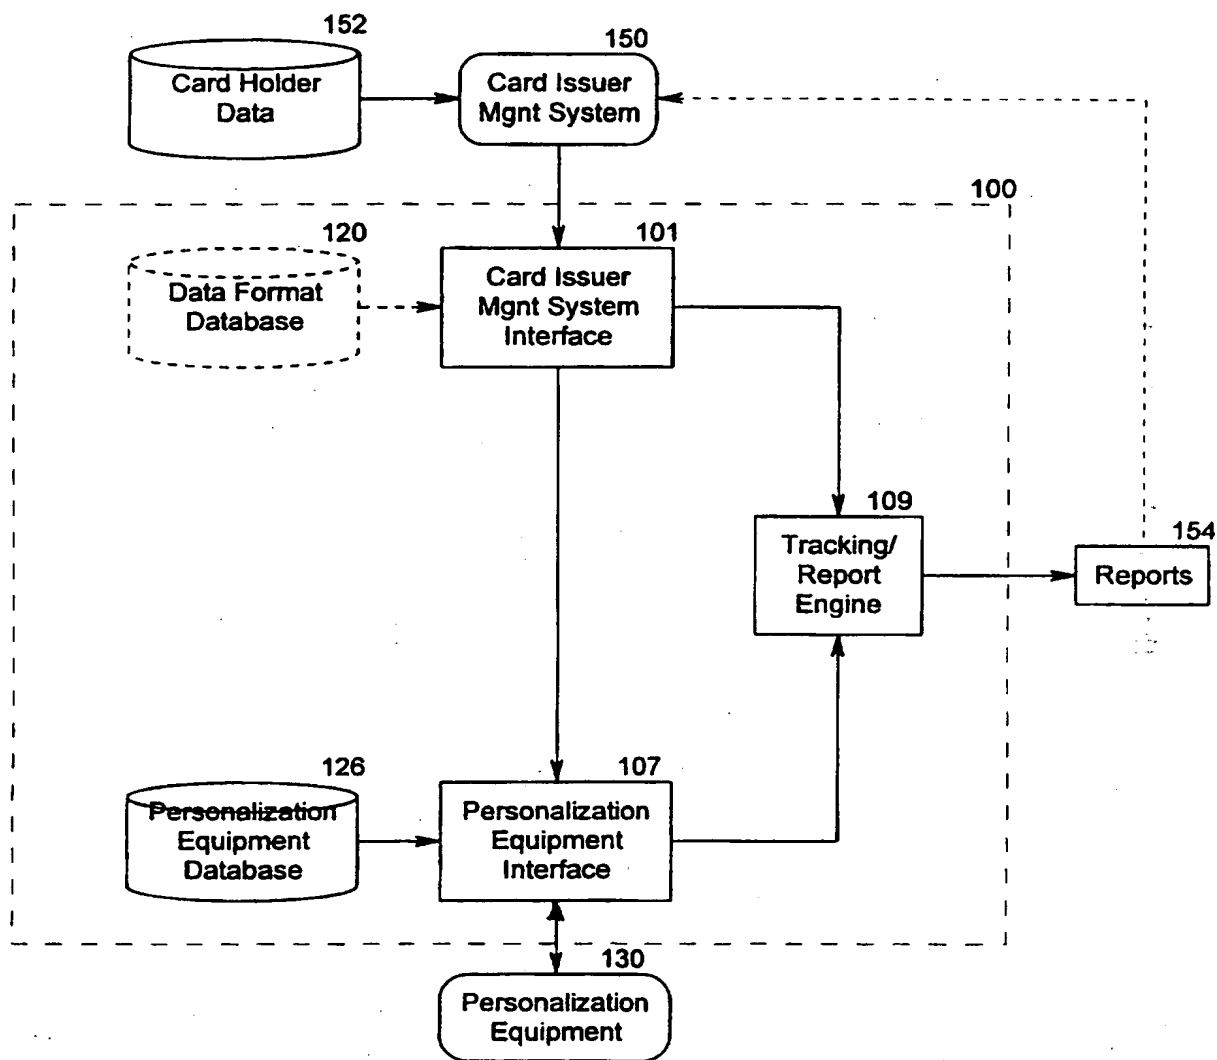 152
Card Holder
Data
150
Card Issuer
Mgnt System
100
120
Data Format
Database
101
Card Issuer
Mgnt System
Interface
109
Tracking/
Report
Engine
154
Reports
126
Personalization
Equipment
Database
107
Personalization
Equipment
Interface
130
Personalization
Equipment